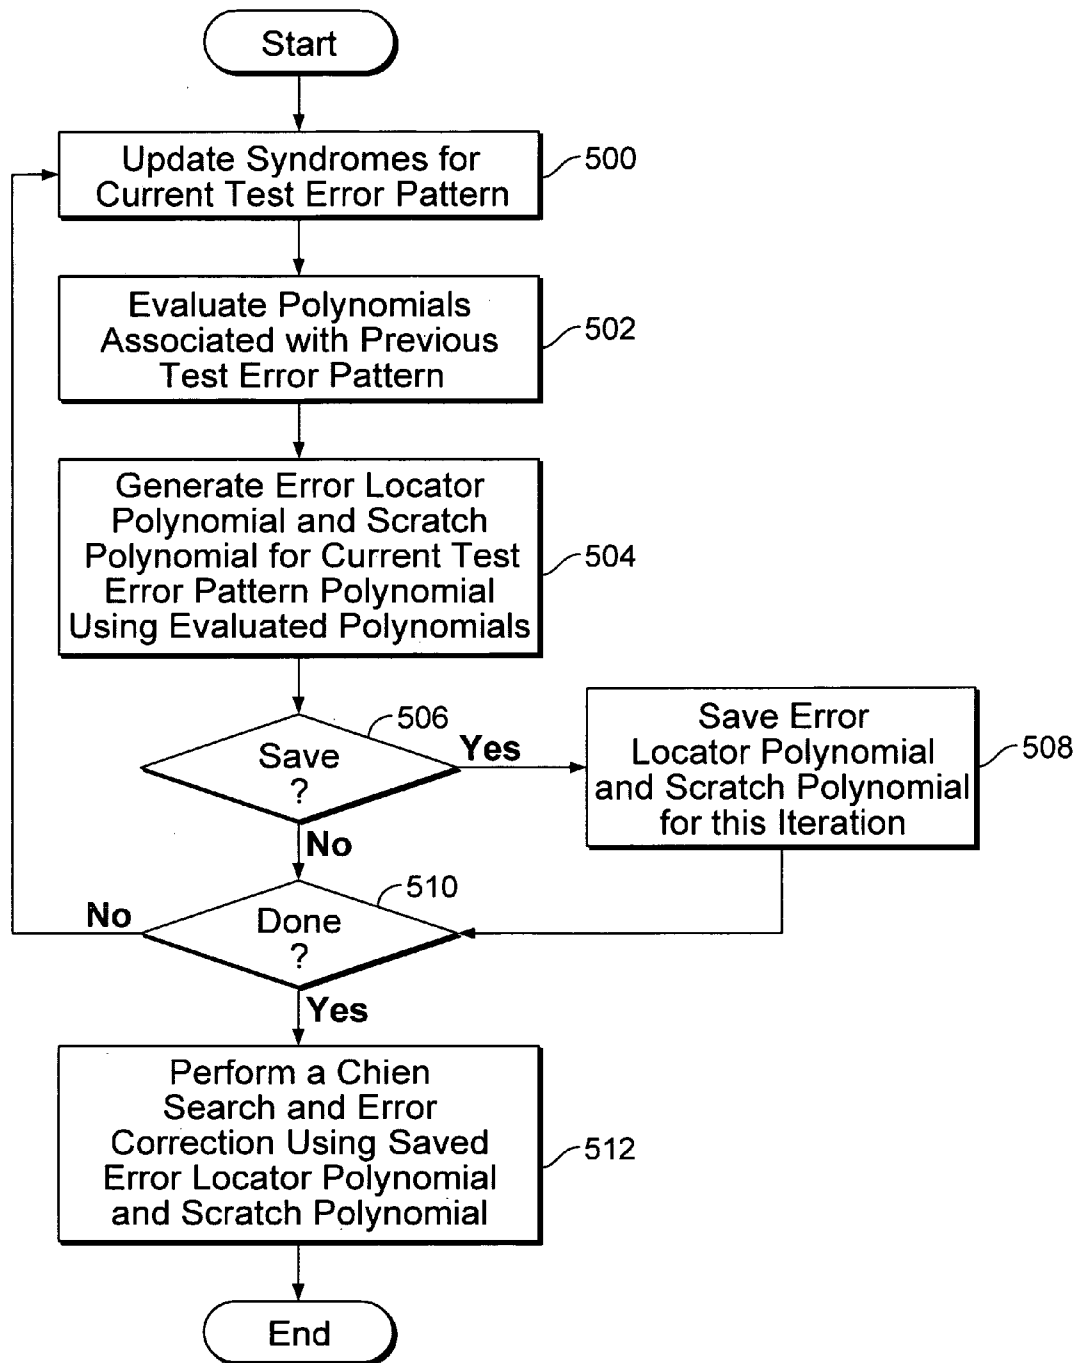 Start
Update Syndromes for
Current Test Error Pattern
500
Evaluate Polynomials
Associated with Previous
Test Error Pattern
502
Generate Error Locator
Polynomial and Scratch
Polynomial for Current Test
Error Pattern Polynomial
Using Evaluated Polynomials
504
Save
?
506
Yes
Save Error
Locator Polynomial
and Scratch Polynomial
for this Iteration
508
No
Done
?
510
No
Yes
Perform a Chien
Search and Error
Correction Using Saved
Error Locator Polynomial
and Scratch Polynomial
512
End